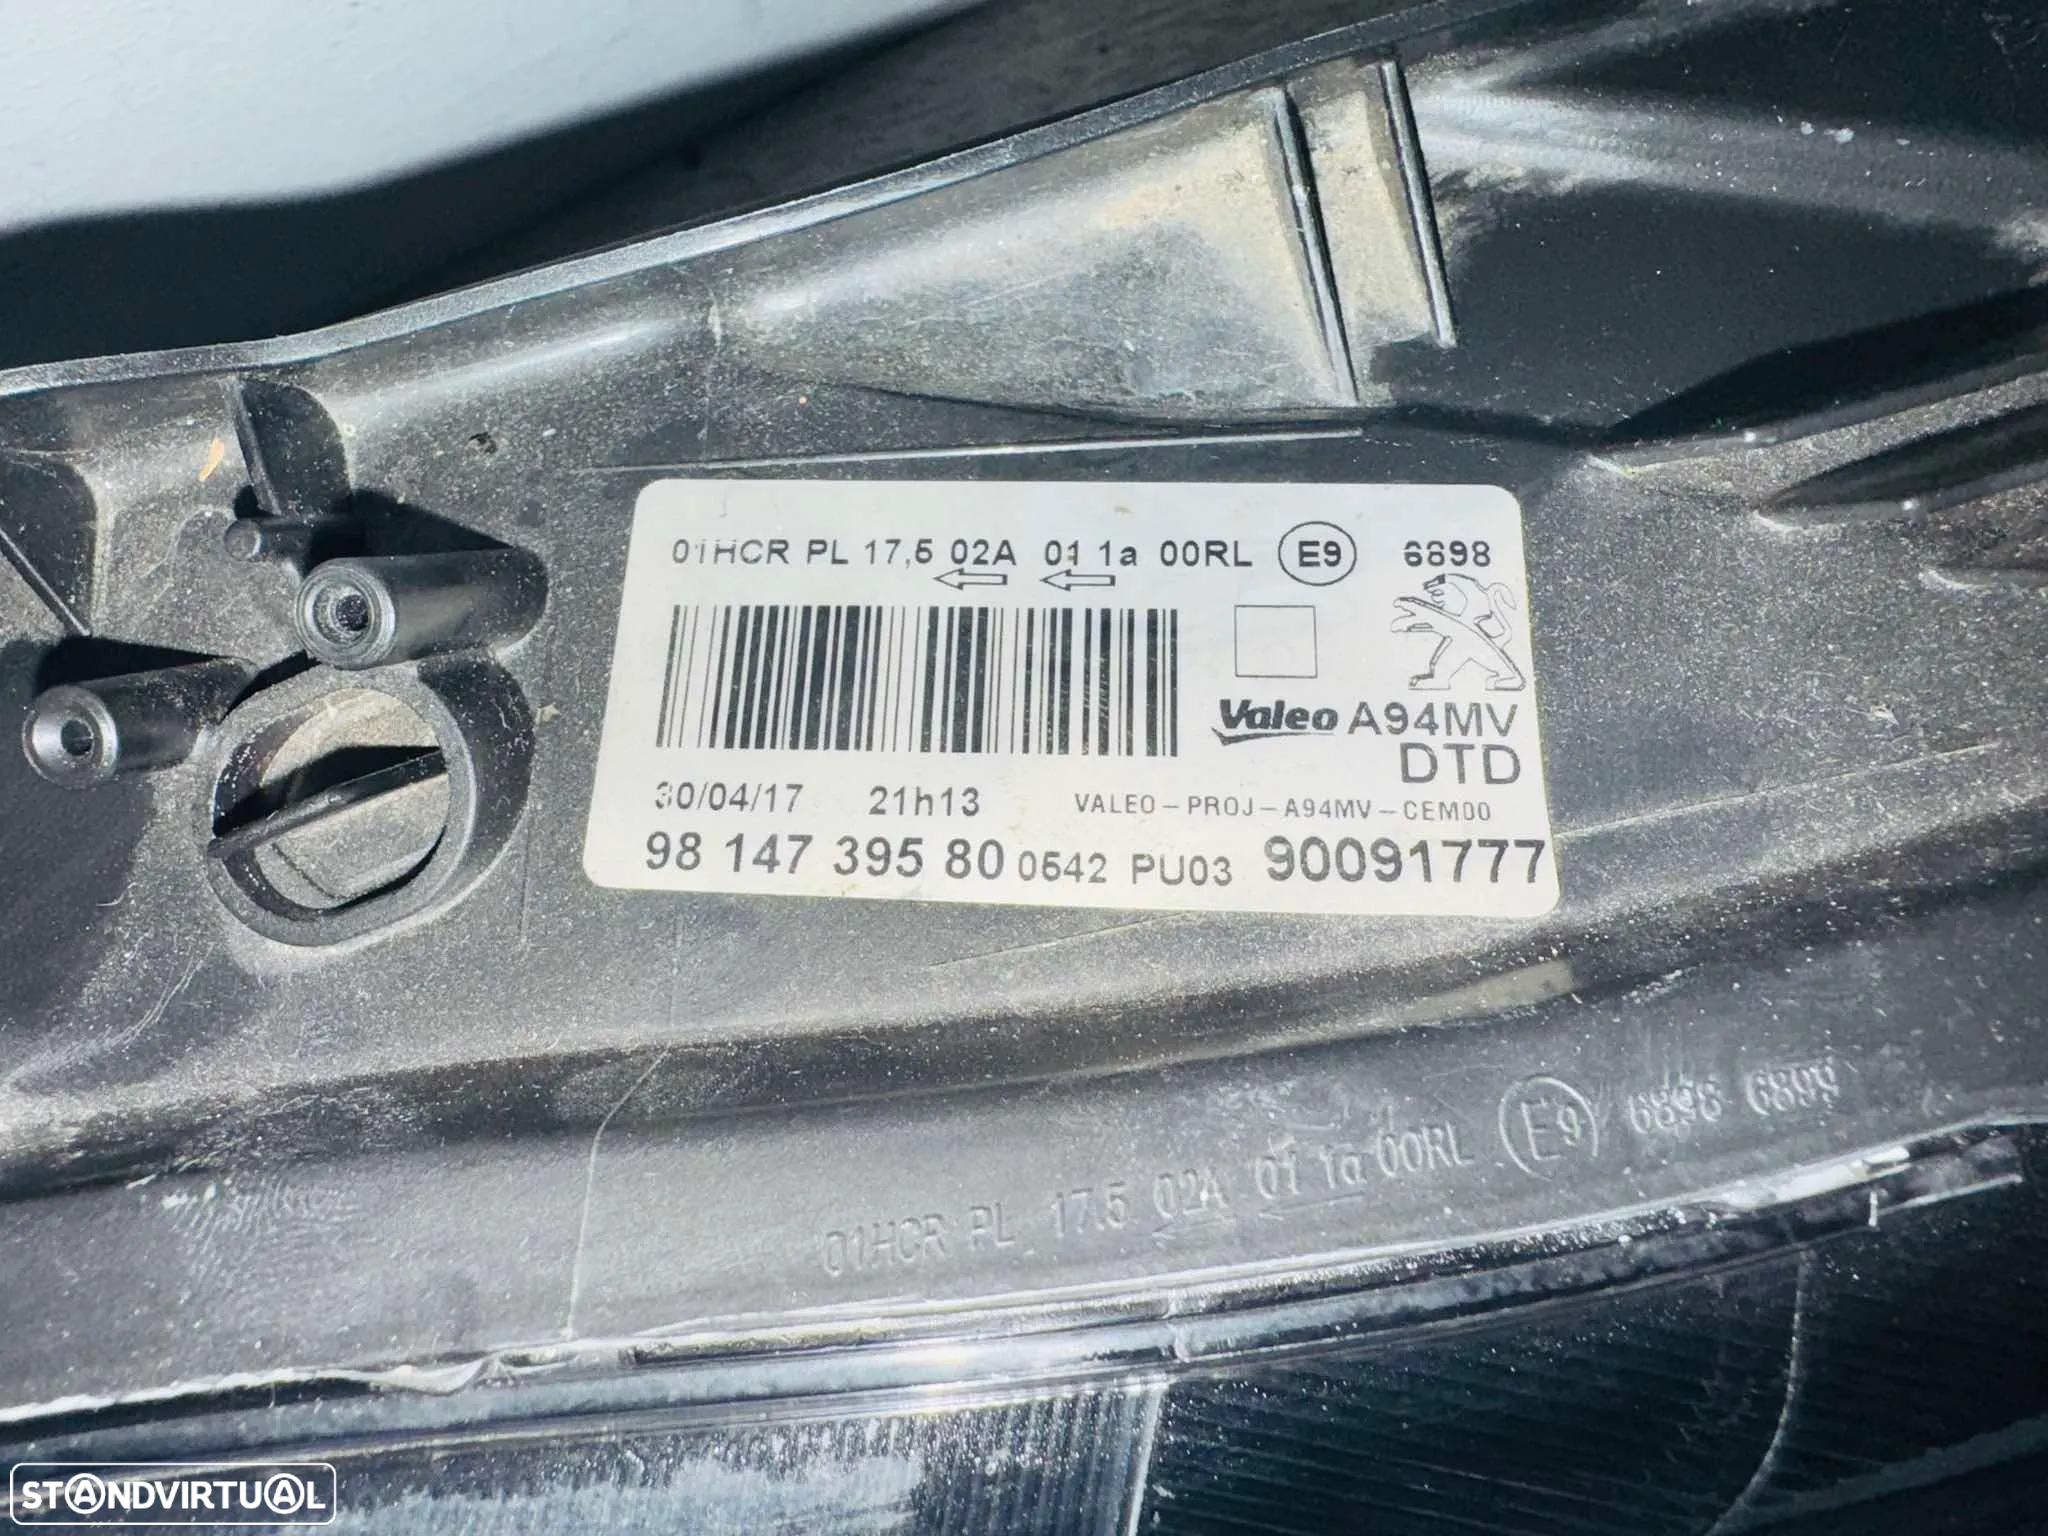 01HCR PL 17,5 02A 01 1a 00RL E9 6898
Valeo A94MV
DTD
30/04/17 21h13 VALEO-PROJ-A94MV-CEM00
98 147 395 80 0542 PU03 90091777
01HCR PL 17.5 02A 01 1a 00RL E9 6898 6899
STANDVIRTUAL